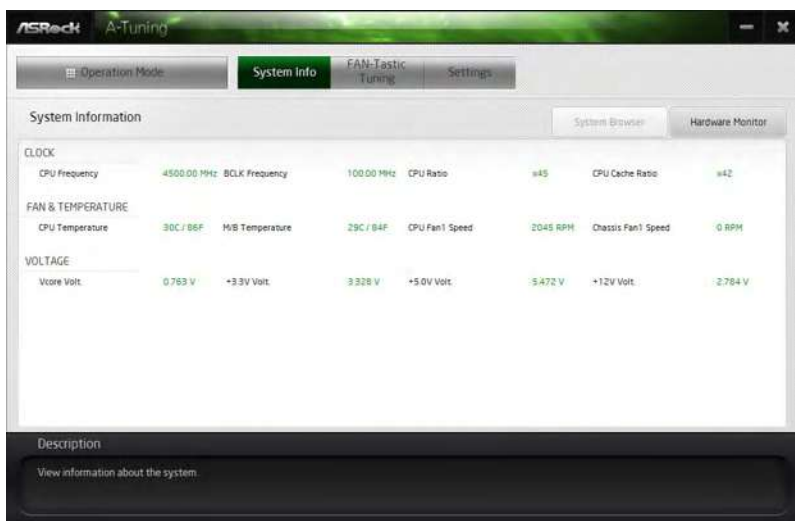 ASRock A-Tuning
Operation Mode System Info FAN-Tastic Tuning Settings
System Information System Browser Hardware Monitor
CLOCK
CPU Frequency 4500.00 MHz BCLK Frequency 100.00 MHz CPU Ratio x45 CPU Cache Ratio x42
FAN & TEMPERATURE
CPU Temperature 30C / 86F M/B Temperature 29C / 84F CPU Fan1 Speed 2045 RPM Chassis Fan1 Speed 0 RPM
VOLTAGE
Vcore Volt. 0.763 V +3.3V Volt. 3.328 V +5.0V Volt. 5.472 V +12V Volt. 2.784 V
Description
View information about the system.